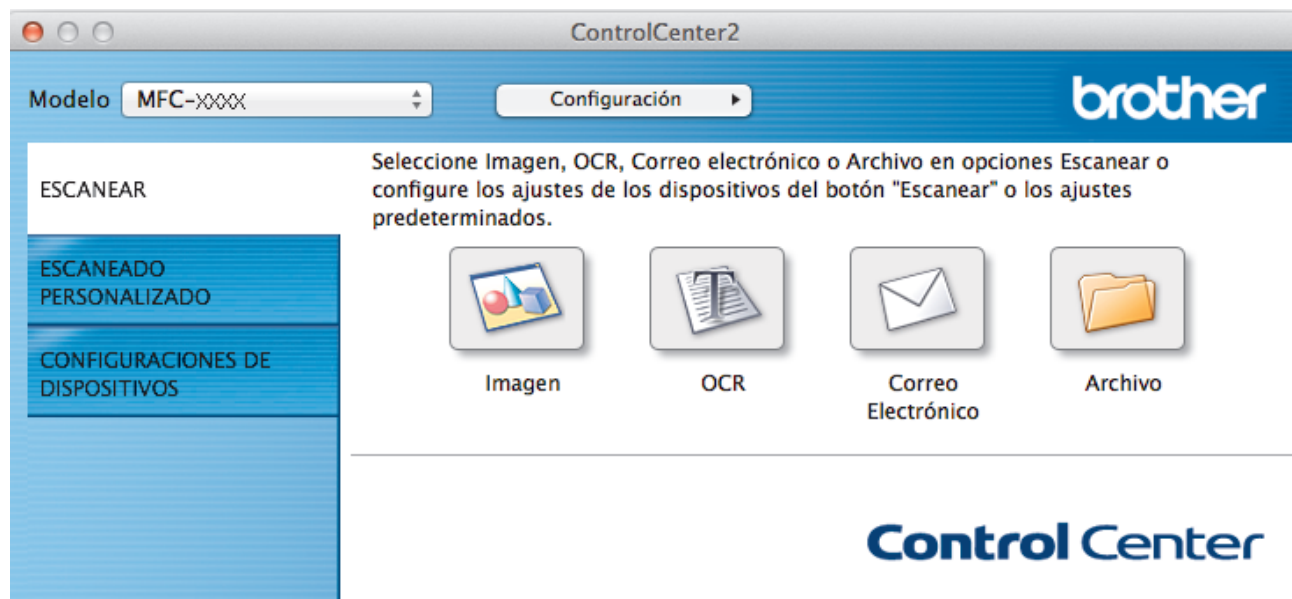 ControlCenter2
Modelo MFC-XXXX Configuración
brother
ESCANEAR
ESCANEADO
PERSONALIZADO
CONFIGURACIONES DE
DISPOSITIVOS
Seleccione Imagen, OCR, Correo electrónico o Archivo en opciones Escanear o
configure los ajustes de los dispositivos del botón "Escanear" o los ajustes
predeterminados.
T
Imagen
OCR
Correo
Electrónico
Archivo
Control Center